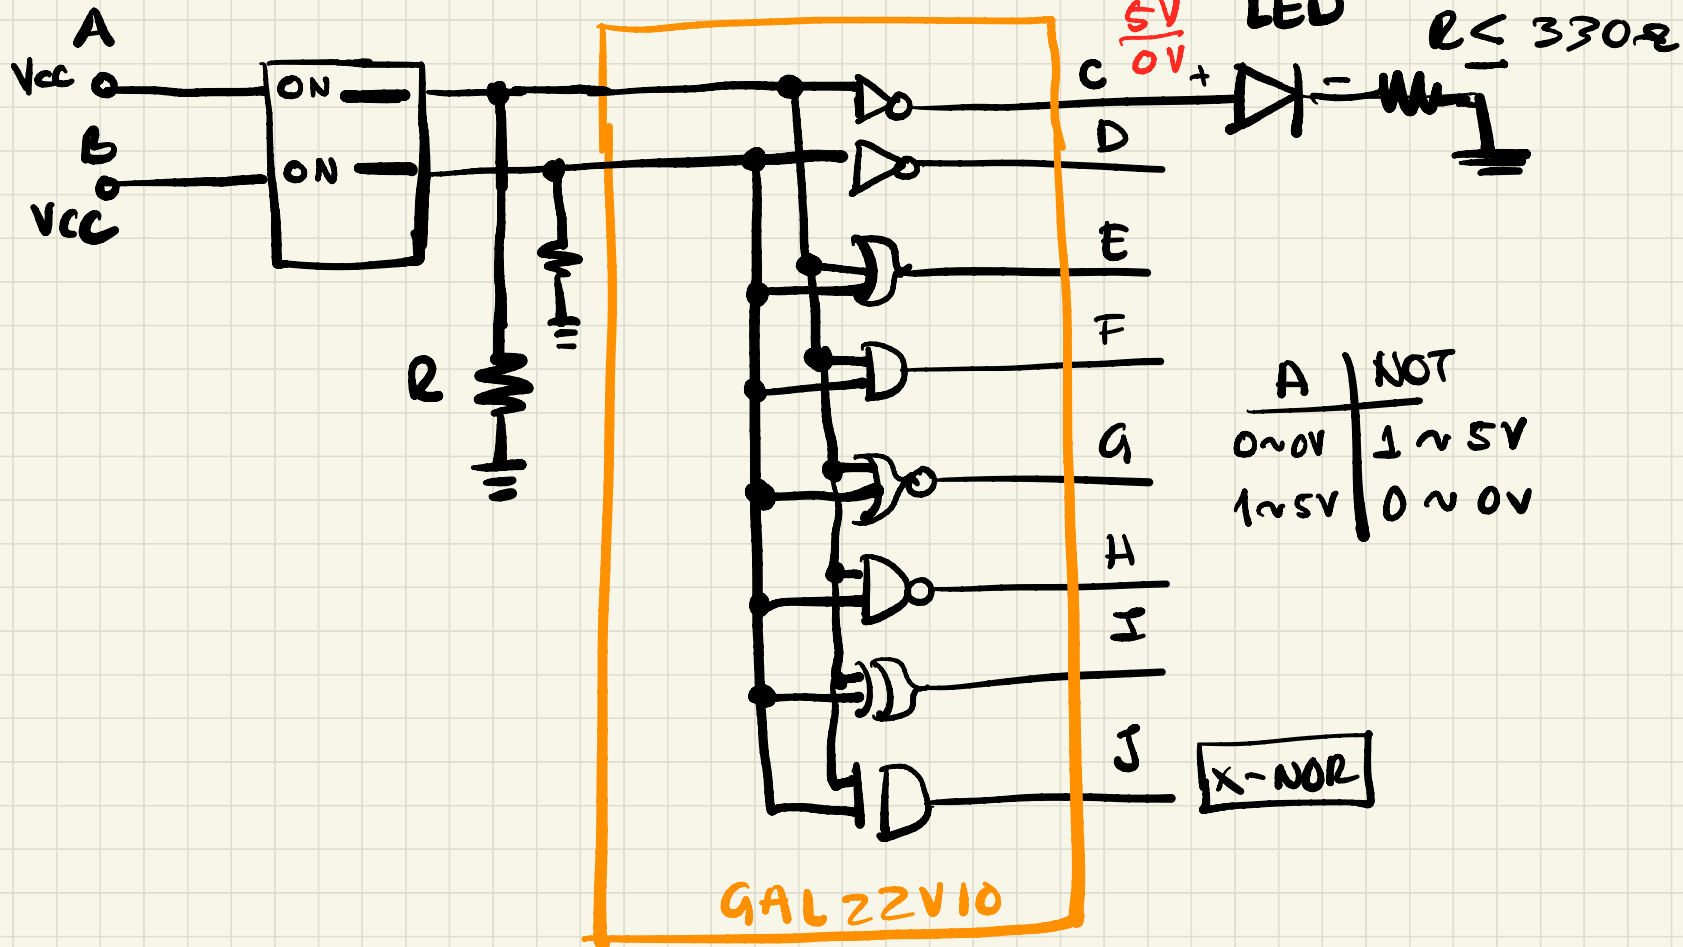 A
Vcc
ON
B
ON
VCC
R
5V
0V
LED
R < 330Ω
C
+
-
D
E
F
G
H
I
J
A | NOT
0~0V | 1 ~ 5V
1~5V | 0 ~ 0V
X-NOR
GAL22V10